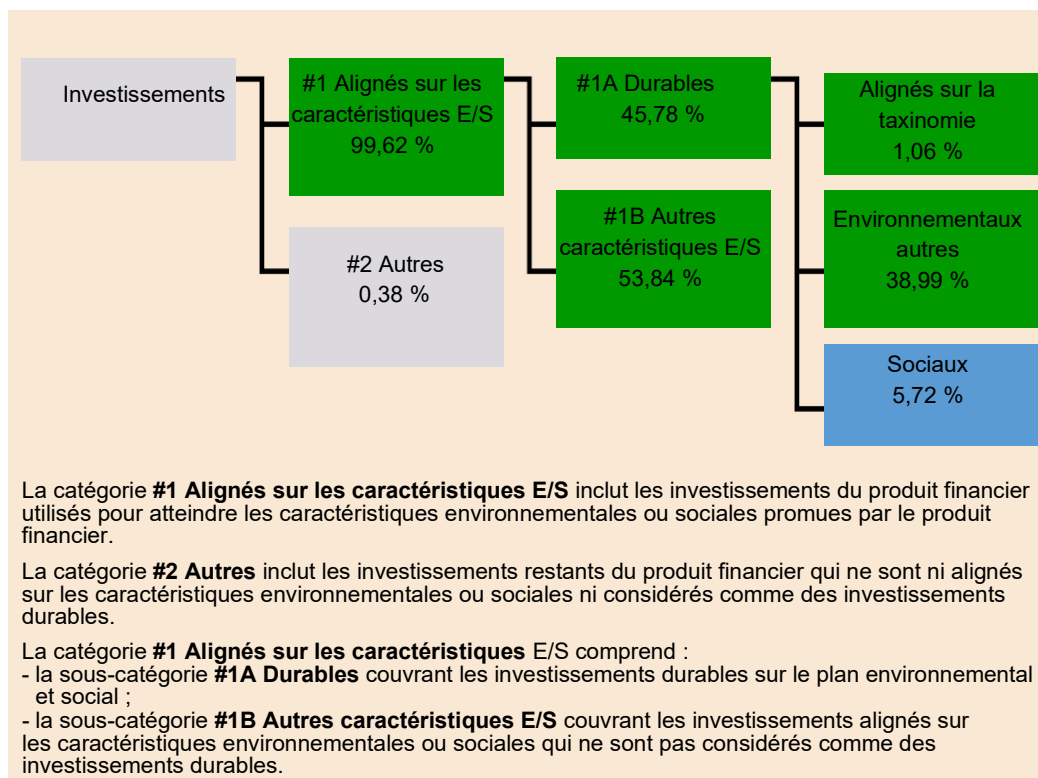 Investissements
#1 Alignés sur les
caractéristiques E/S
99,62 %
#2 Autres
0,38 %
#1A Durables
45,78 %
#1B Autres
caractéristiques E/S
53,84 %
Alignés sur la
taxinomie
1,06 %
Environnementaux
autres
38,99 %
Sociaux
5,72 %
La catégorie #1 Alignés sur les caractéristiques E/S inclut les investissements du produit financier
utilisés pour atteindre les caractéristiques environnementales ou sociales promues par le produit
financier.
La catégorie #2 Autres inclut les investissements restants du produit financier qui ne sont ni alignés
sur les caractéristiques environnementales ou sociales ni considérés comme des investissements
durables.
La catégorie #1 Alignés sur les caractéristiques E/S comprend :
- la sous-catégorie #1A Durables couvrant les investissements durables sur le plan environnemental
et social ;
- la sous-catégorie #1B Autres caractéristiques E/S couvrant les investissements alignés sur
les caractéristiques environnementales ou sociales qui ne sont pas considérés comme des
investissements durables.